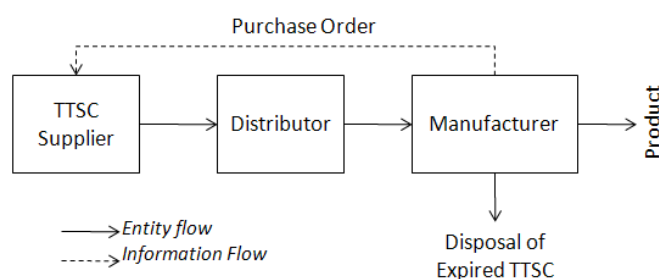 Purchase Order
TTSC
Supplier
Distributor
Manufacturer
Product
Entity flow
Information Flow
Disposal of
Expired TTSC